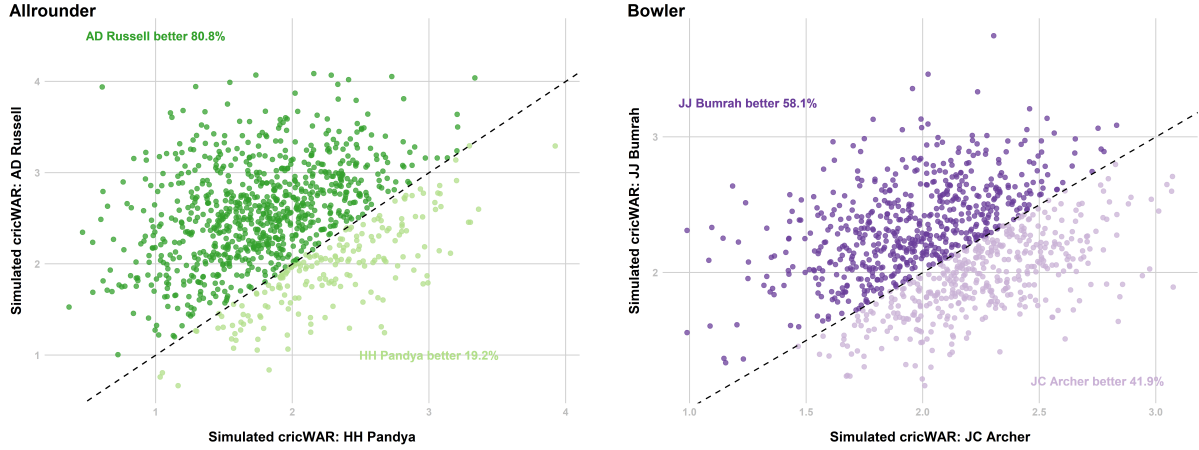 Allrounder
AD Russell better 80.8%
Simulated cricWAR: AD Russell
4
3
2
1
HH Pandya better 19.2%
1
2
3
4
Simulated cricWAR: HH Pandya
Bowler
JJ Bumrah better 58.1%
Simulated cricWAR: JJ Bumrah
3
2
JC Archer better 41.9%
1.0
1.5
2.0
2.5
3.0
Simulated cricWAR: JC Archer